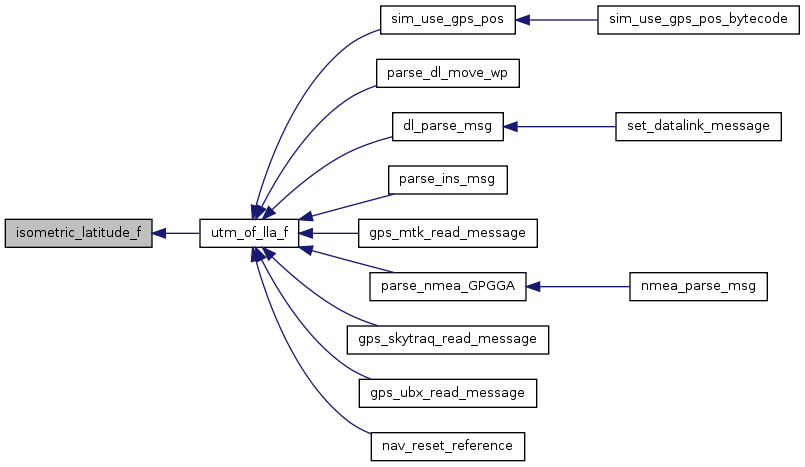 sim_use_gps_pos
sim_use_gps_pos_bytecode
parse_dl_move_wp
dl_parse_msg
set_datalink_message
parse_ins_msg
isometric_latitude_f
utm_of_lla_f
gps_mtk_read_message
parse_nmea_GPGGA
nmea_parse_msg
gps_skytraq_read_message
gps_ubx_read_message
nav_reset_reference